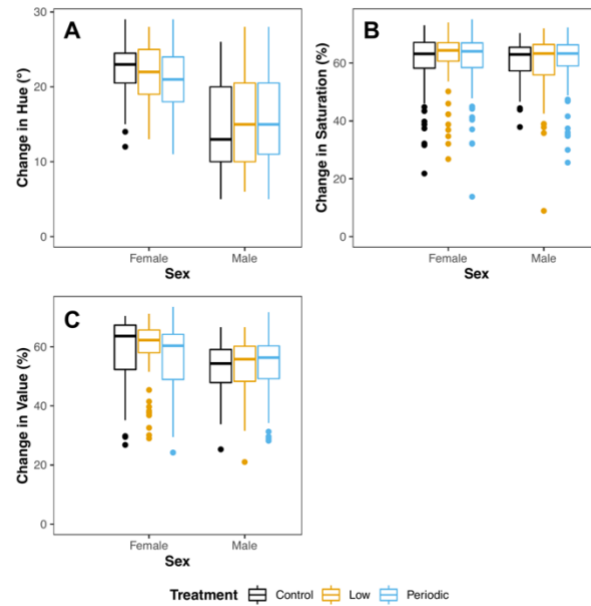 A
Change in Hue (°)
30
20
10
0
Female
Male
Sex
B
Change in Saturation (%)
60
40
20
0
Female
Male
Sex
C
Change in Value (%)
60
40
20
0
Female
Male
Sex
Treatment Control Low Periodic